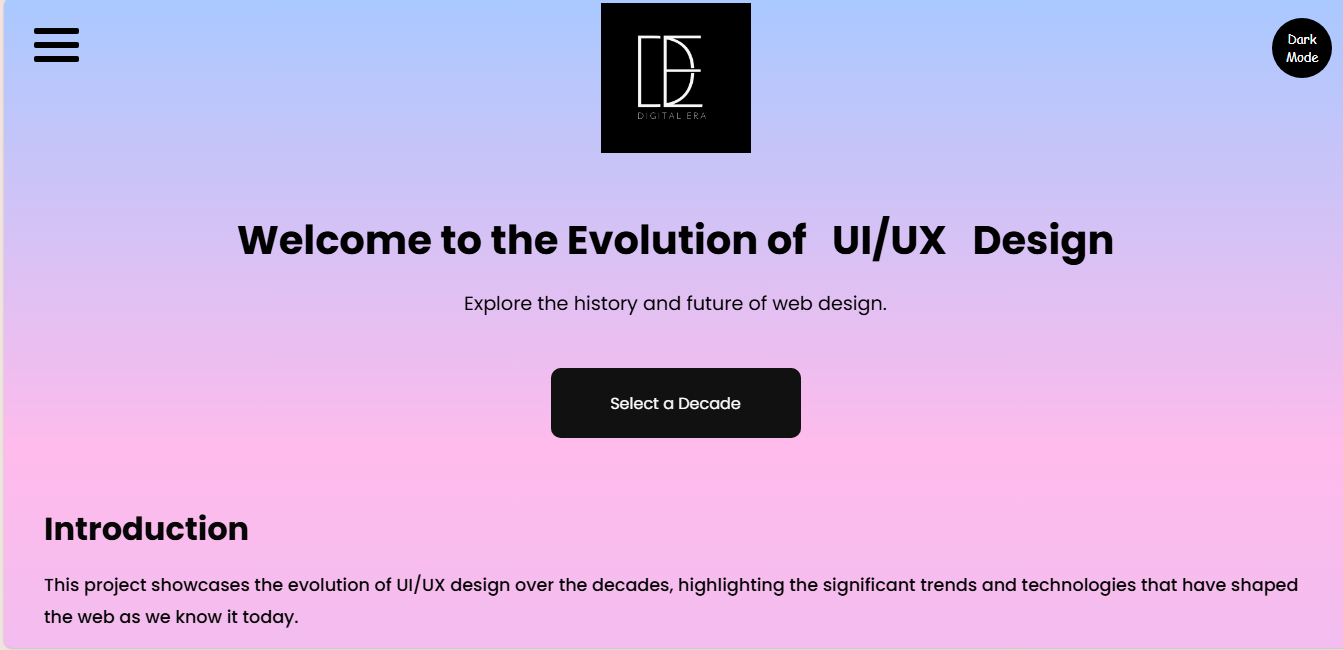 DIGITAL ERA
Dark
Mode
Welcome to the Evolution of UI/UX Design
Explore the history and future of web design.
Select a Decade
Introduction
This project showcases the evolution of UI/UX design over the decades, highlighting the significant trends and technologies that have shaped
the web as we know it today.